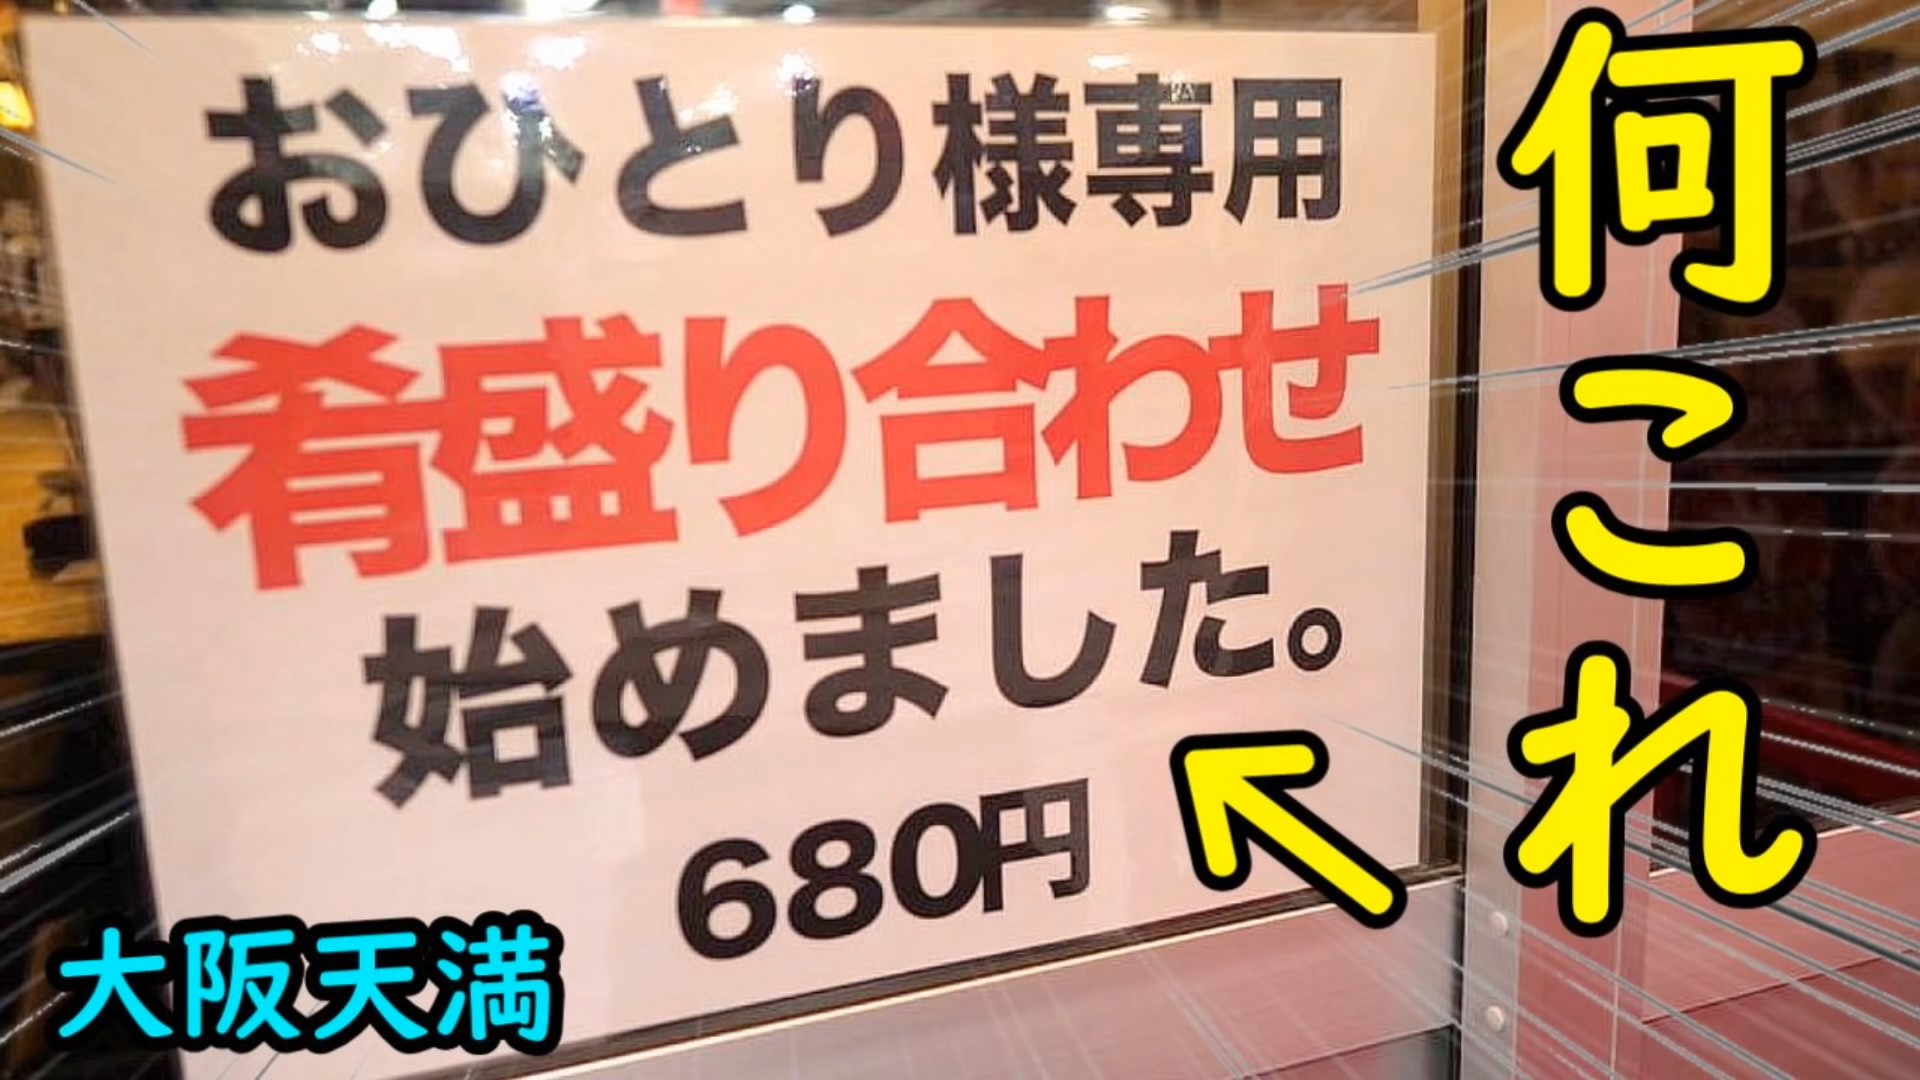 おひとり様専用
肴盛り合わせ
始めました。
680円
何これ
大阪天満